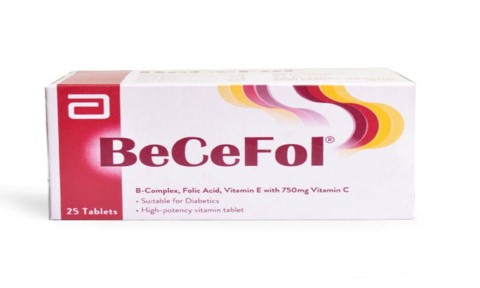 BeCeFol®
B-Complex, Folic Acid, Vitamin E with 750mg Vitamin C
• Suitable for Diabetics
• High-potency vitamin tablet
25 Tablets